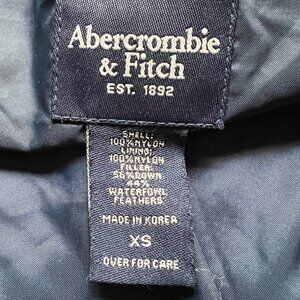 Abercrombie
& Fitch
EST. 1892
SHELL:
100%NYLON
LINING:
100%NYLON
FILLER:
56%DOWN
44%
WATERFOWL
FEATHERS
MADE IN KOREA
XS
OVER FOR CARE